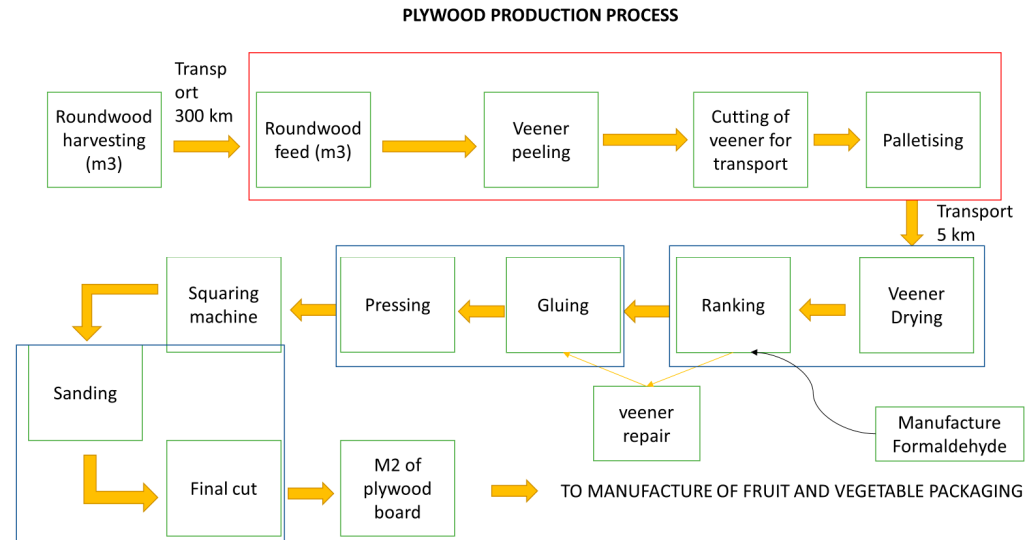 PLYWOOD PRODUCTION PROCESS
Transp
ort
300 km
Roundwood
harvesting
(m3)
Roundwood
feed (m3)
Veener
peeling
Cutting of
veener for
transport
Palletising
Transport
5 km
Squaring
machine
Pressing
Gluing
Ranking
Veener
Drying
Sanding
veener
repair
Manufacture
Formaldehyde
Final cut
M2 of
plywood
board
TO MANUFACTURE OF FRUIT AND VEGETABLE PACKAGING